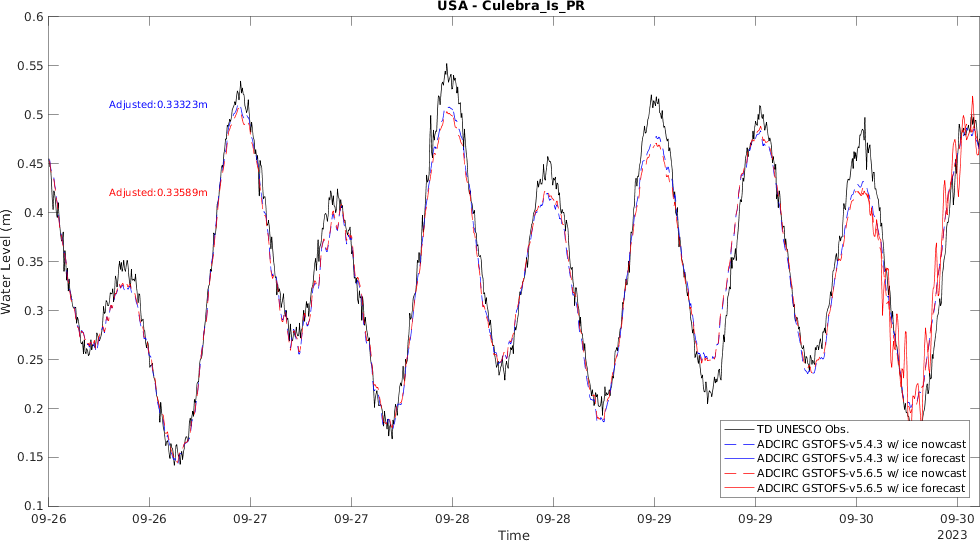 USA - Culebra_Is_PR
0.6
0.55
0.5
0.45
0.4
0.35
0.3
0.25
0.2
0.15
0.1
Water Level (m)
Adjusted:0.33323m
Adjusted:0.33589m
TD UNESCO Obs.
ADCIRC GSTOFS-v5.4.3 w/ ice nowcast
ADCIRC GSTOFS-v5.4.3 w/ ice forecast
ADCIRC GSTOFS-v5.6.5 w/ ice nowcast
ADCIRC GSTOFS-v5.6.5 w/ ice forecast
09-26 09-26 09-27 09-27 09-28 09-28 09-29 09-29 09-30 09-30
2023
Time